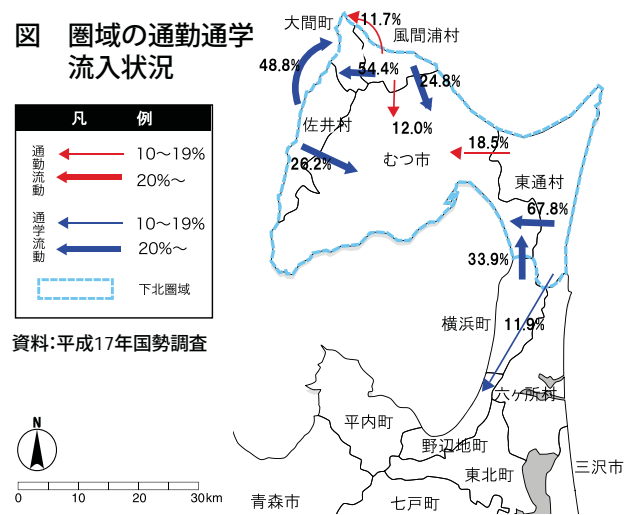 図　圏域の通勤通学
流入状況
凡　例
通勤流動
10～19%
20%～
通学流動
10～19%
20%～
下北圏域
資料：平成17年国勢調査
N
0 10 20 30km
大間町
11.7%
風間浦村
48.8%
54.4%
24.8%
佐井村
12.0%
26.2%
むつ市
18.5%
東通村
67.8%
33.9%
横浜町
11.9%
六ヶ所村
平内町
野辺地町
東北町
三沢市
青森市
七戸町